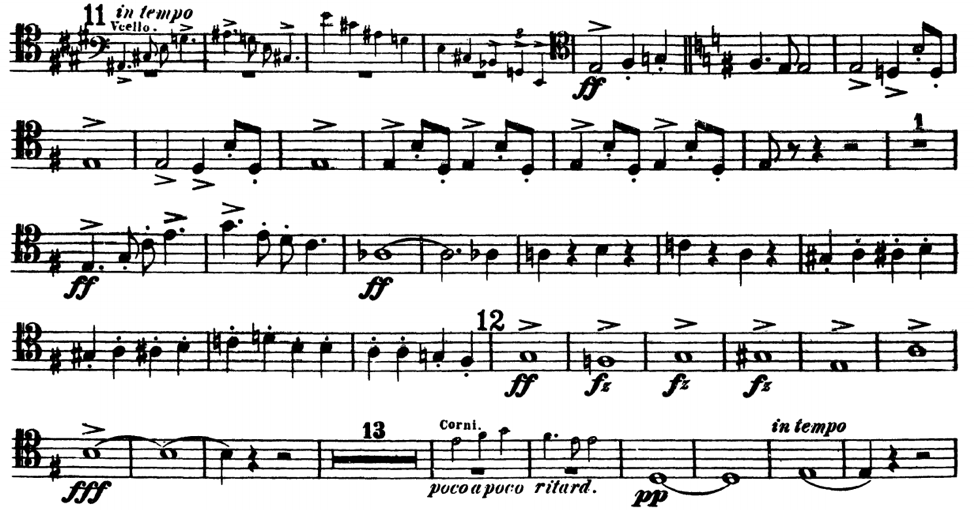 11 in tempo
Vcello.
3
ff
1
ff ff
12
ff fz fz fz
13 Corni. in tempo
fff poco a poco ritard. pp